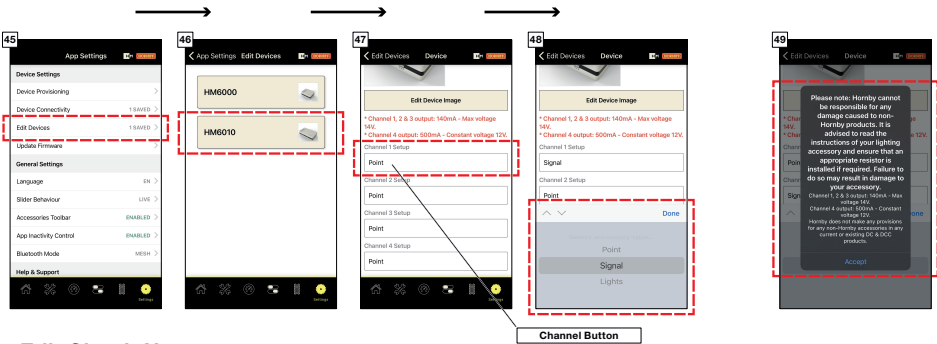 45
App Settings
Device Settings
Device Provisioning
Device Connectivity 1 SAVED
Edit Devices 1 SAVED
Update Firmware
General Settings
Language EN
Slider Behaviour LIVE
Accessories Toolbar ENABLED
App Inactivity Control ENABLED
Bluetooth Mode MESH
Help & Support
Settings
46
App Settings Edit Devices
HM6000
HM6010
Settings
47
Edit Devices Device
Edit Device Image
* Channel 1, 2 & 3 output: 140mA - Max voltage
14V.
* Channel 4 output: 500mA - Constant voltage 12V.
Channel 1 Setup
Point
Channel 2 Setup
Point
Channel 3 Setup
Point
Channel 4 Setup
Point
Settings
48
Edit Devices Device
Edit Device Image
* Channel 1, 2 & 3 output: 140mA - Max voltage
14V.
* Channel 4 output: 500mA - Constant voltage 12V.
Channel 1 Setup
Signal
Channel 2 Setup
Point
Done
Point
Signal
Lights
Channel Button
49
Edit Devices Device
Please note: Hornby cannot
be responsible for any
damage caused to non-
Hornby products. It is
advised to read the
instructions of your lighting
accessory and ensure that an
appropriate resistor is
installed if required. Failure to
do so may result in damage to
your accessory.
Channel 1, 2 & 3 output: 140mA - Max
voltage 14V.
Channel 4 output: 500mA - Constant
voltage 12V.
Hornby does not make any provisions
for any non-Hornby accessories in any
current or existing DC & DCC
products.
Accept